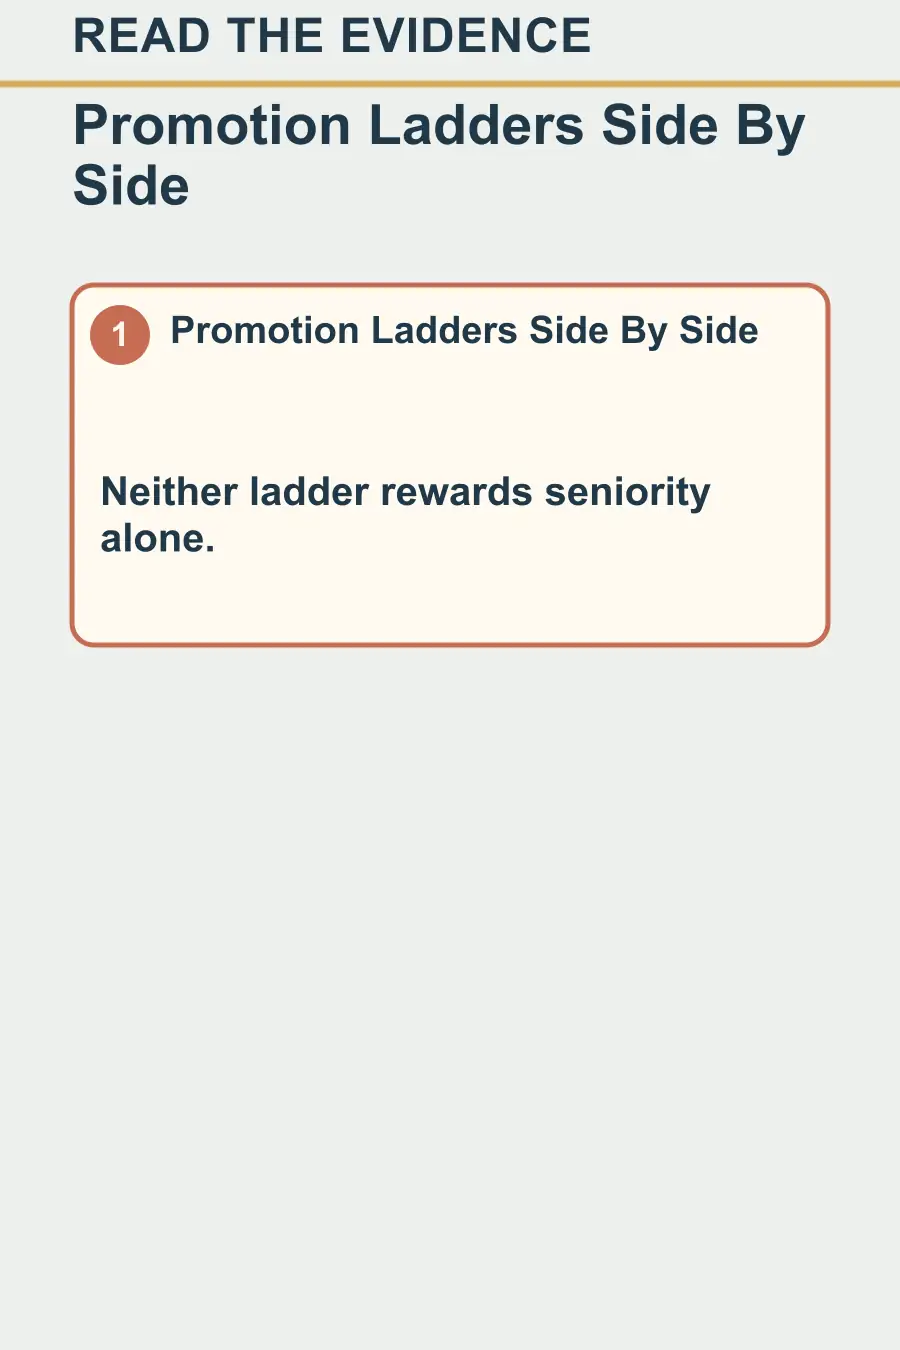 READ THE EVIDENCE
Promotion Ladders Side By
Side
1
Promotion Ladders Side By Side
Neither ladder rewards seniority
alone.